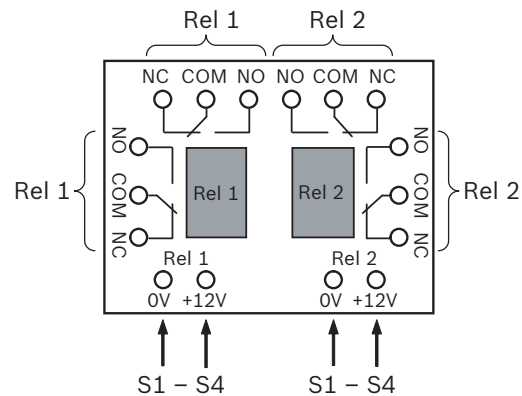 Rel 1 Rel 2
NC COM NO NO COM NC
NO NO
Rel 1 COM Rel 1 Rel 2 COM Rel 2
NC NC
Rel 1 Rel 2
0V +12V 0V +12V
S1 – S4 S1 – S4